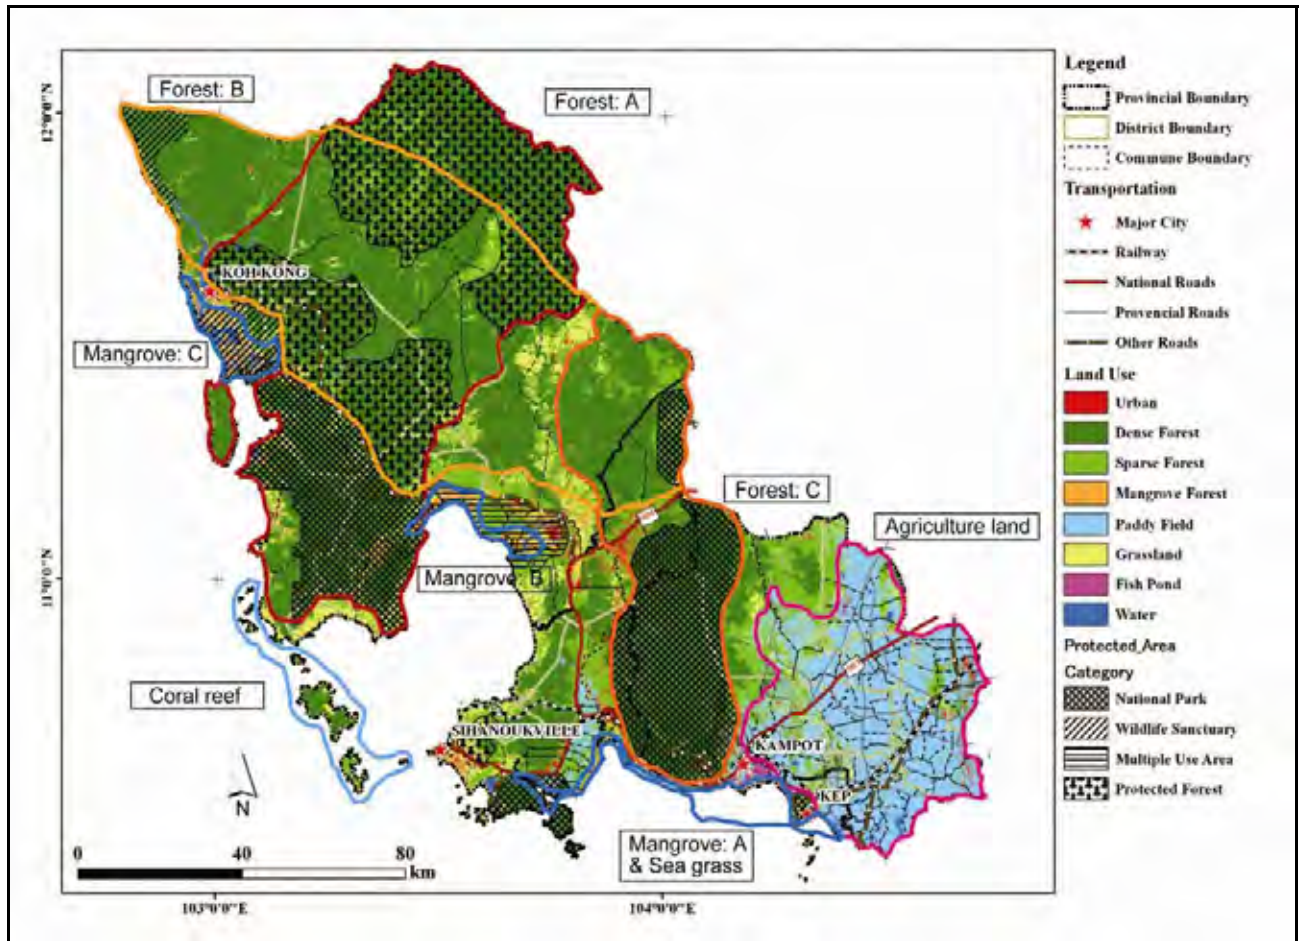 Forest: B
Forest: A
12°0'0"N
KOH KONG
Mangrove: C
Forest: C
Agriculture land
11°0'0"N
Mangrove: B
Coral reef
SIHANOUKVILLE
KAMPOT
KEP
N
Mangrove: A
& Sea grass
0 40 80
km
103°0'0"E 104°0'0"E
Legend
Provincial Boundary
District Boundary
Commune Boundary
Transportation
Major City
Railway
National Roads
Provencial Roads
Other Roads
Land Use
Urban
Dense Forest
Sparse Forest
Mangrove Forest
Paddy Field
Grassland
Fish Pond
Water
Protected_Area
Category
National Park
Wildlife Sanctuary
Multiple Use Area
Protected Forest